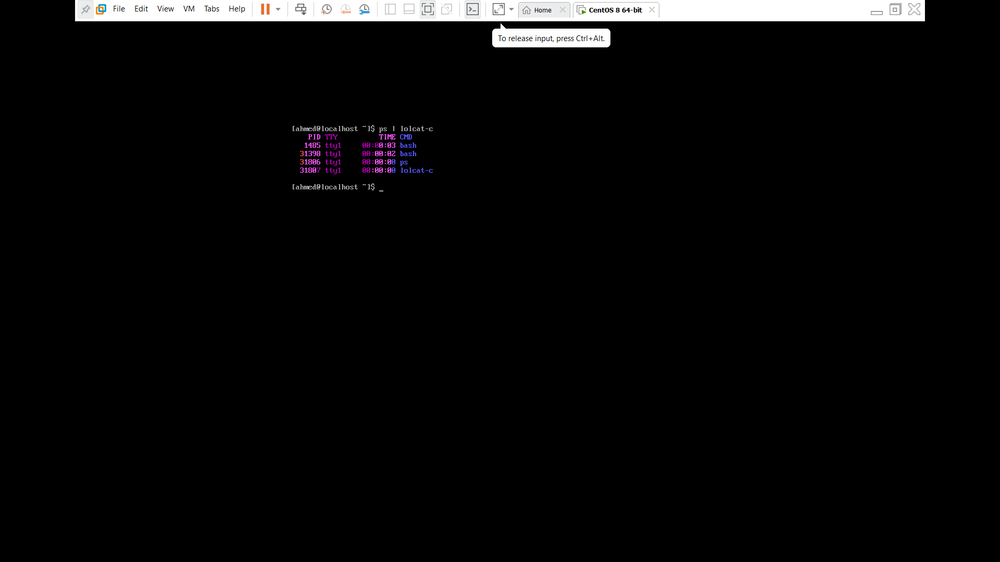 File Edit View VM Tabs Help Home CentOS 8 64-bit
To release input, press Ctrl+Alt.
[ahmed@localhost ~]$ ps | lolcat-c
    PID TTY          TIME CMD
   1485 tty1     00:00:03 bash
  31398 tty1     00:00:02 bash
  31806 tty1     00:00:00 ps
  31807 tty1     00:00:00 lolcat-c
[ahmed@localhost ~]$ _